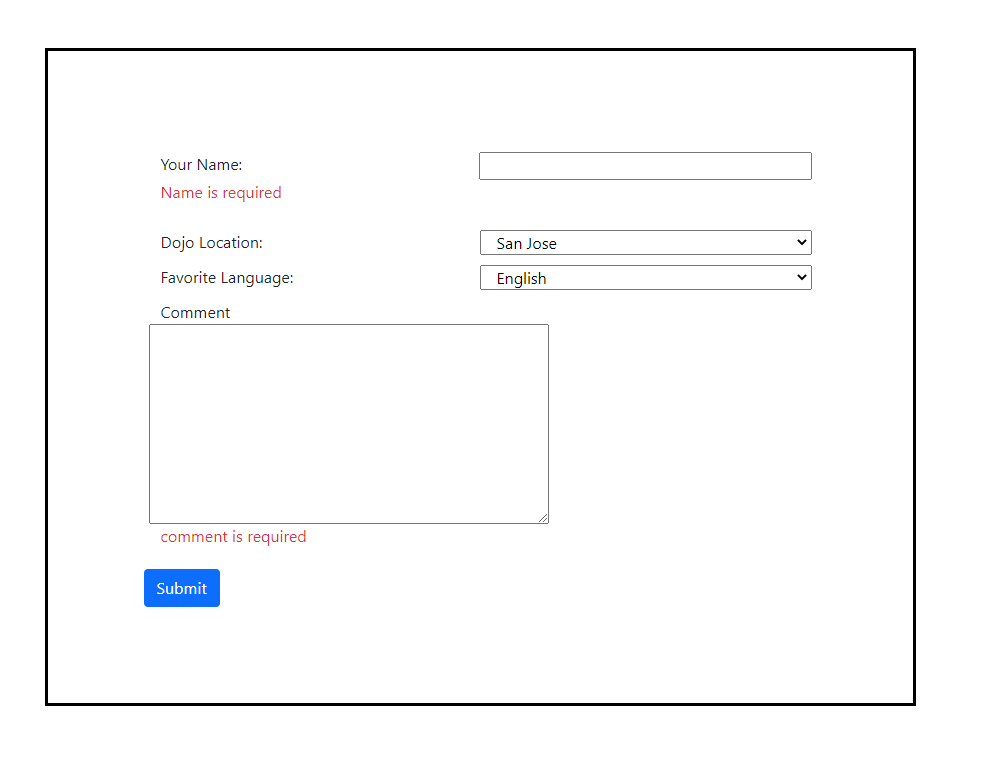 Your Name:
Name is required
Dojo Location: San Jose
Favorite Language: English
Comment
comment is required
Submit